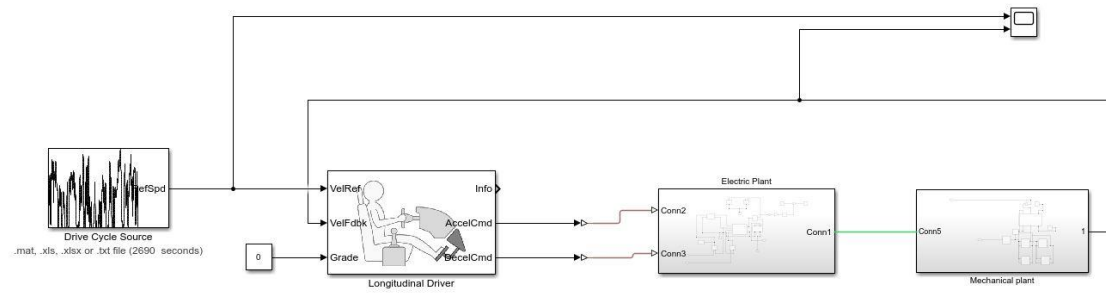 RefSpd
Drive Cycle Source
.mat, .xls, .xlsx or .txt file (2690 seconds)
0
VelRef
VelFdbk
Grade
Info
AccelCmd
DecelCmd
Longitudinal Driver
Electric Plant
Conn2
Conn3
Conn1
Conn5
1
Mechanical plant